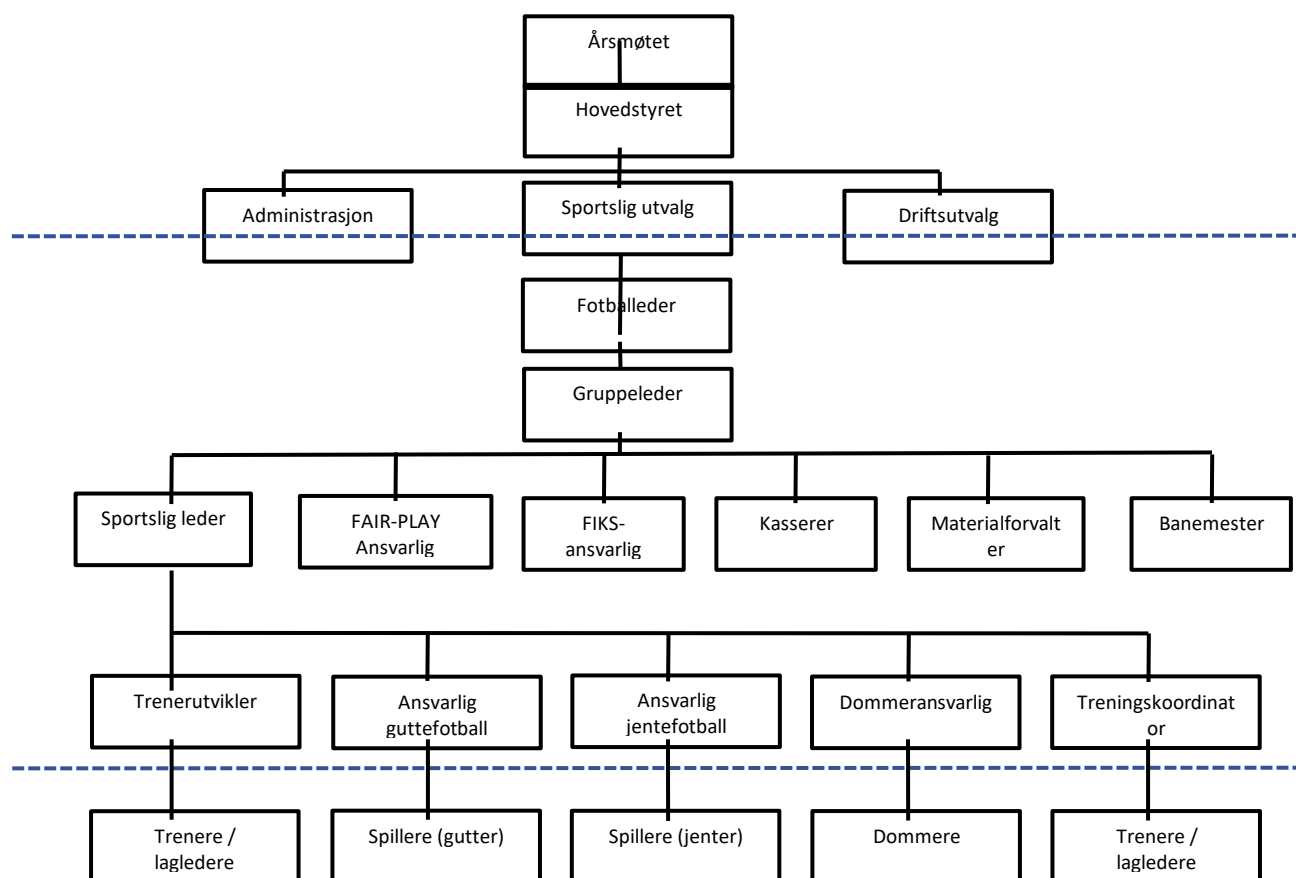 Årsmøtet
Hovedstyret
Administrasjon
Sportslig utvalg
Driftsutvalg
Fotballeder
Gruppeleder
Sportslig leder
FAIR-PLAY
Ansvarlig
FIKS-
ansvarlig
Kasserer
Materialforvalt
er
Banemester
Trenerutvikler
Ansvarlig
guttefotball
Ansvarlig
jentefotball
Dommeransvarlig
Treningskoordinat
or
Trenere /
lagledere
Spillere (gutter)
Spillere (jenter)
Dommere
Trenere /
lagledere